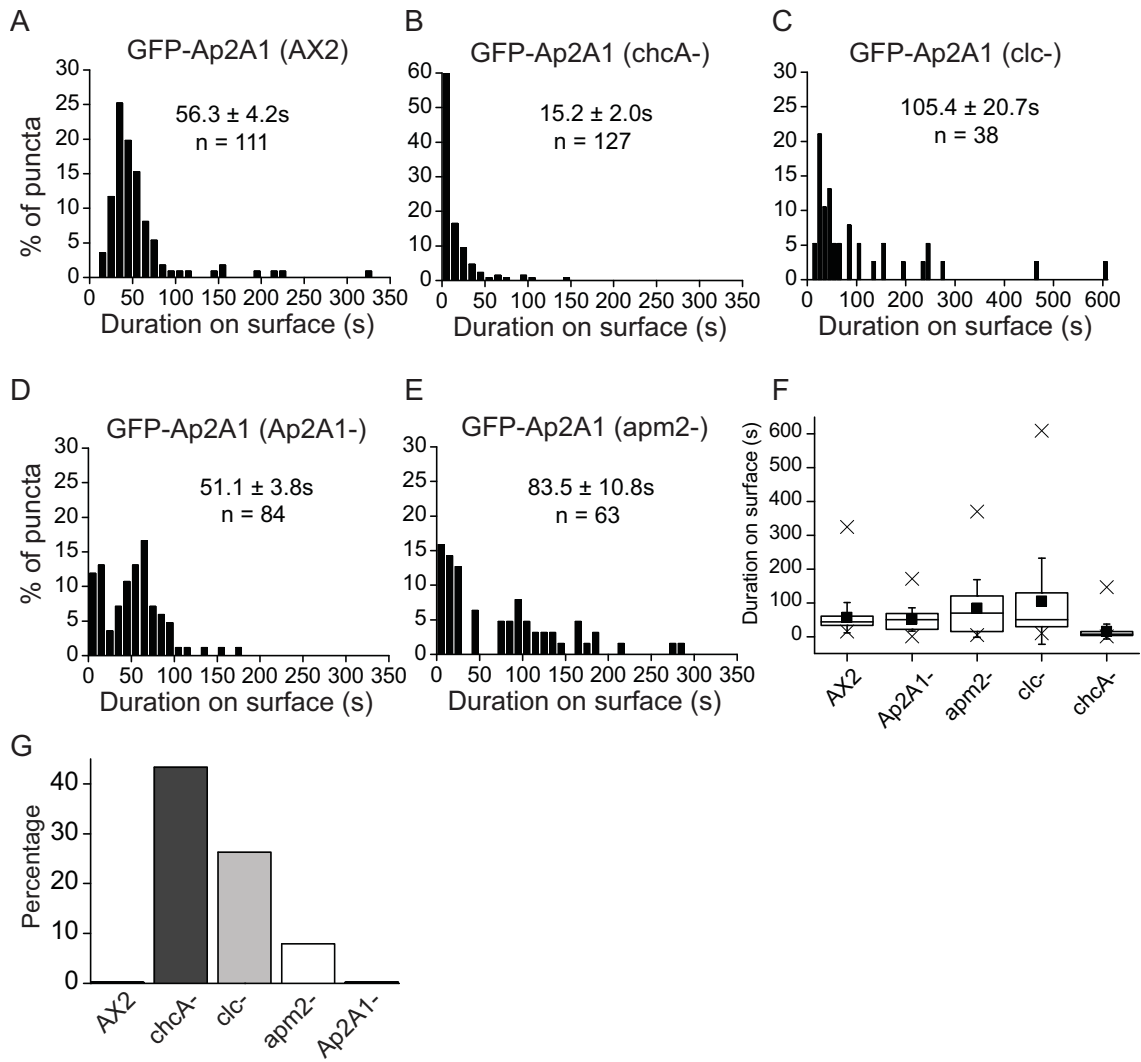 A
GFP-Ap2A1 (AX2)
56.3 ± 4.2s
n = 111
% of puncta
30
25
20
15
10
5
0
0 50 100 150 200 250 300 350
Duration on surface (s)
B
GFP-Ap2A1 (chcA-)
15.2 ± 2.0s
n = 127
60
50
40
30
20
10
0
0 50 100 150 200 250 300 350
Duration on surface (s)
C
GFP-Ap2A1 (clc-)
105.4 ± 20.7s
n = 38
30
25
20
15
10
5
0
0 100 200 300 400 500 600
Duration on surface (s)
D
GFP-Ap2A1 (Ap2A1-)
51.1 ± 3.8s
n = 84
% of puncta
30
25
20
15
10
5
0
0 50 100 150 200 250 300 350
Duration on surface (s)
E
GFP-Ap2A1 (apm2-)
83.5 ± 10.8s
n = 63
30
25
20
15
10
5
0
0 50 100 150 200 250 300 350
Duration on surface (s)
F
Duration on surface (s)
600
500
400
300
200
100
0
AX2 Ap2A1- apm2- clc- chcA-
G
Percentage
40
30
20
10
0
AX2 chcA- clc- apm2- Ap2A1-